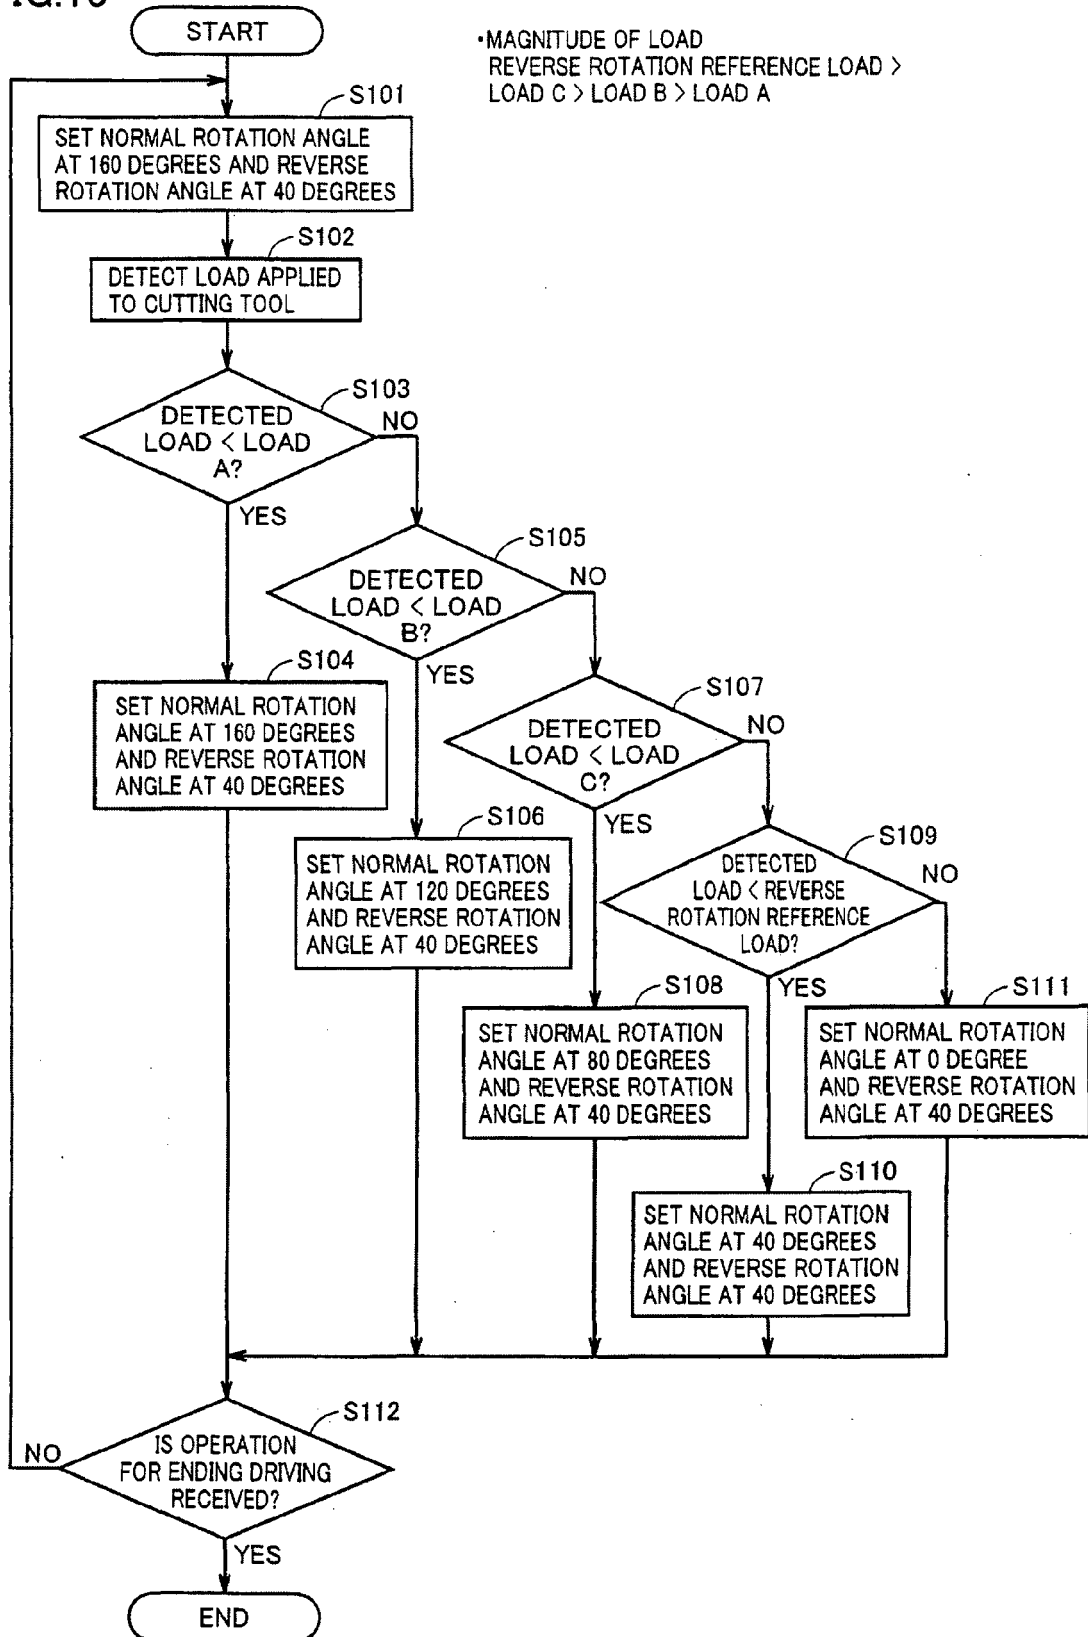 IG.10
START
•MAGNITUDE OF LOAD
REVERSE ROTATION REFERENCE LOAD >
LOAD C > LOAD B > LOAD A
S101
SET NORMAL ROTATION ANGLE
AT 160 DEGREES AND REVERSE
ROTATION ANGLE AT 40 DEGREES
S102
DETECT LOAD APPLIED
TO CUTTING TOOL
S103
DETECTED
LOAD < LOAD
A?
NO
YES
S105
DETECTED
LOAD < LOAD
B?
NO
YES
S104
SET NORMAL ROTATION
ANGLE AT 160 DEGREES
AND REVERSE ROTATION
ANGLE AT 40 DEGREES
S107
DETECTED
LOAD < LOAD
C?
NO
YES
S106
SET NORMAL ROTATION
ANGLE AT 120 DEGREES
AND REVERSE ROTATION
ANGLE AT 40 DEGREES
S109
DETECTED
LOAD < REVERSE
ROTATION REFERENCE
LOAD?
NO
YES
S108
SET NORMAL ROTATION
ANGLE AT 80 DEGREES
AND REVERSE ROTATION
ANGLE AT 40 DEGREES
S111
SET NORMAL ROTATION
ANGLE AT 0 DEGREE
AND REVERSE ROTATION
ANGLE AT 40 DEGREES
S110
SET NORMAL ROTATION
ANGLE AT 40 DEGREES
AND REVERSE ROTATION
ANGLE AT 40 DEGREES
S112
IS OPERATION
FOR ENDING DRIVING
RECEIVED?
NO
YES
END